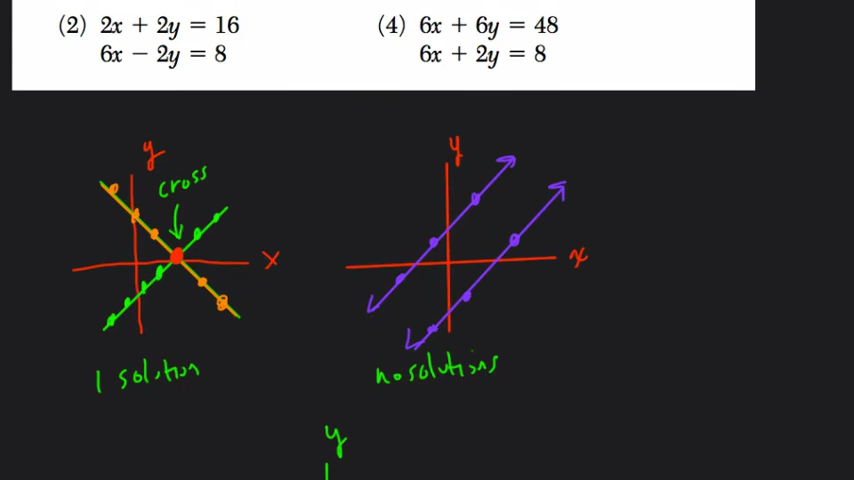 (2) 2x + 2y = 16
6x − 2y = 8
(4) 6x + 6y = 48
6x + 2y = 8
y
cross
x
1 solution
y
x
no solutions
y